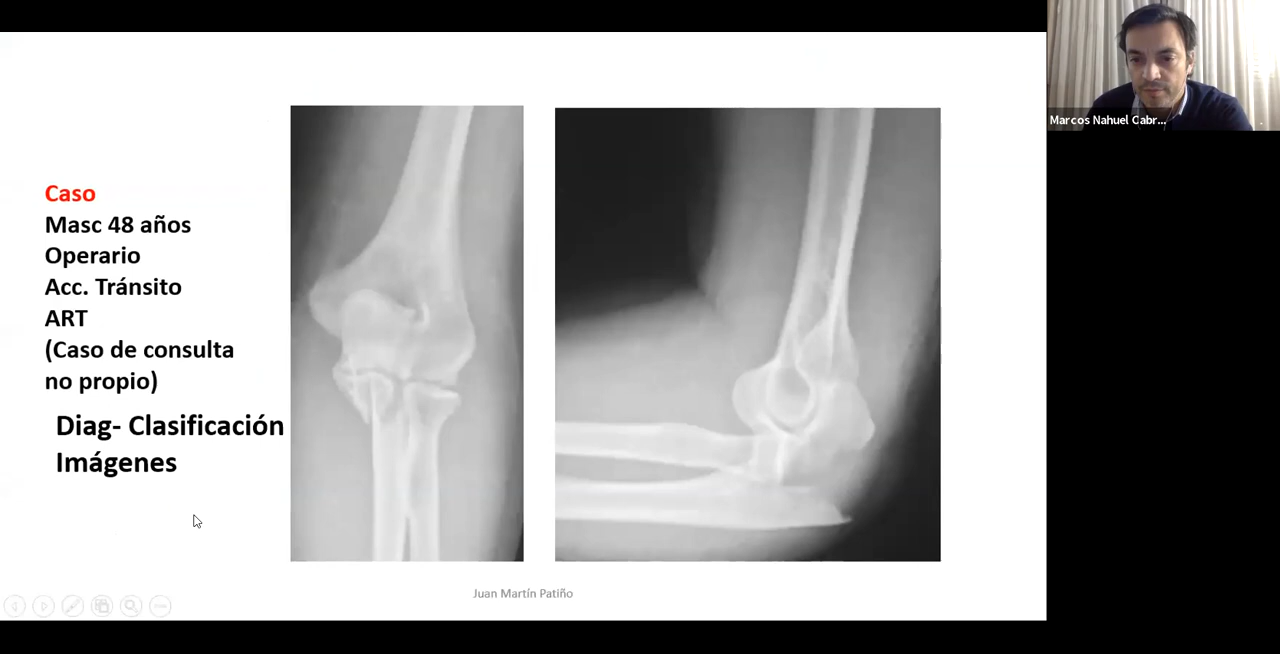 Caso
Masc 48 años
Operario
Acc. Tránsito
ART
(Caso de consulta
no propio)
Diag- Clasificación
Imágenes
Juan Martín Patiño
Marcos Nahuel Cabr...